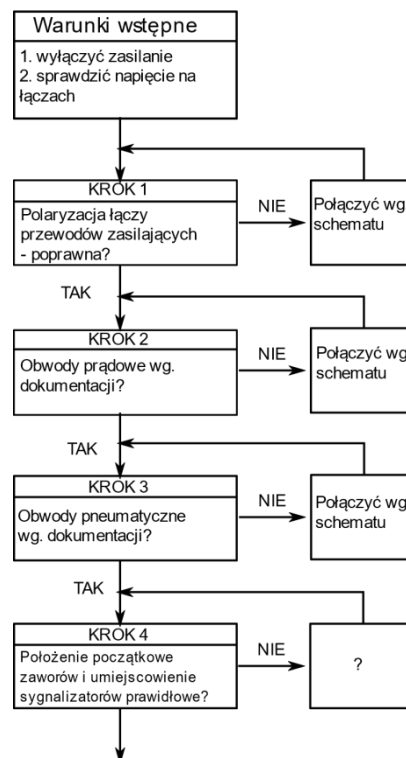 Warunki wstępne
1. wyłączyć zasilanie
2. sprawdzić napięcie na
łączach
KROK 1
Polaryzacja łączy
przewodów zasilających
- poprawna?
NIE
Połączyć wg
schematu
TAK
KROK 2
Obwody prądowe wg.
dokumentacji?
NIE
Połączyć wg
schematu
TAK
KROK 3
Obwody pneumatyczne
wg. dokumentacji?
NIE
Połączyć wg
schematu
TAK
KROK 4
Położenie początkowe
zaworów i umiejscowienie
sygnalizatorów prawidłowe?
NIE
?